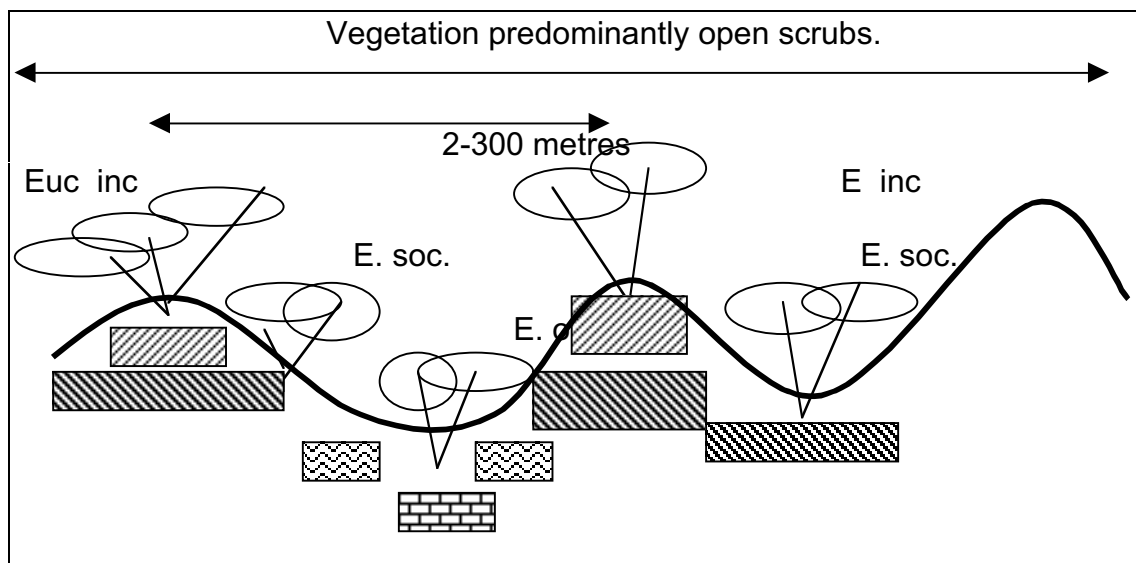 Vegetation predominantly open scrubs.
2-300 metres
Euc inc
E inc
E. soc.
E. soc.
E. o